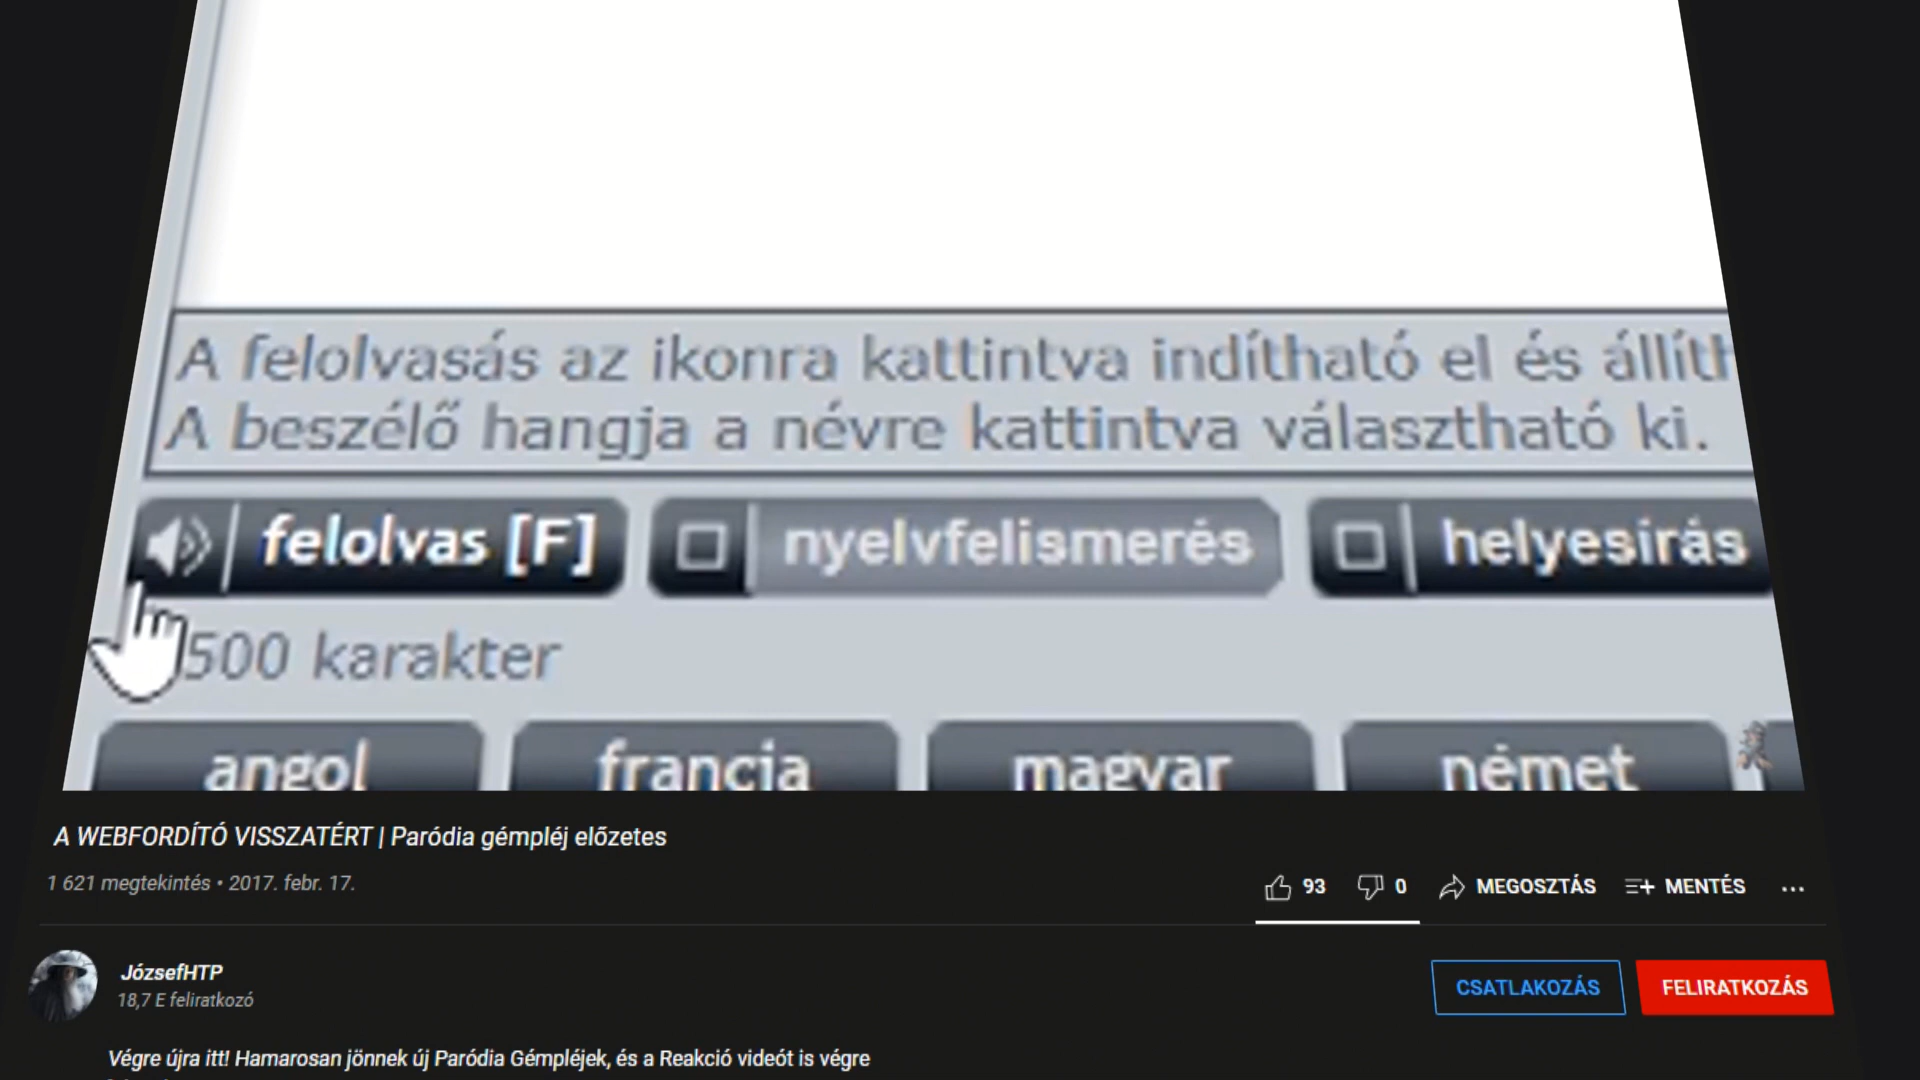 A felolvasás az ikonra kattintva indítható el és
A beszélő hangja a névre kattintva választható ki.
felolvas [F]
nyelvfelismerés
helyesírás
500 karakter
angol
francia
magyar
német
A WEBFORDÍTÓ VISSZATÉRT | Paródia gémpléj előzetes
1 621 megtekintés • 2017. febr. 17.
93
0
MEGOSZTÁS
MENTÉS
JózsefHTP
18,7 E feliratkozó
CSATLAKOZÁS
FELIRATKOZÁS
Végre újra itt! Hamarosan jönnek új Paródia Gémpléjek, és a Reakció videót is végre